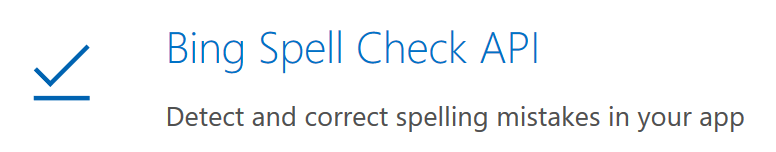 Bing Spell Check API
Detect and correct spelling mistakes in your app